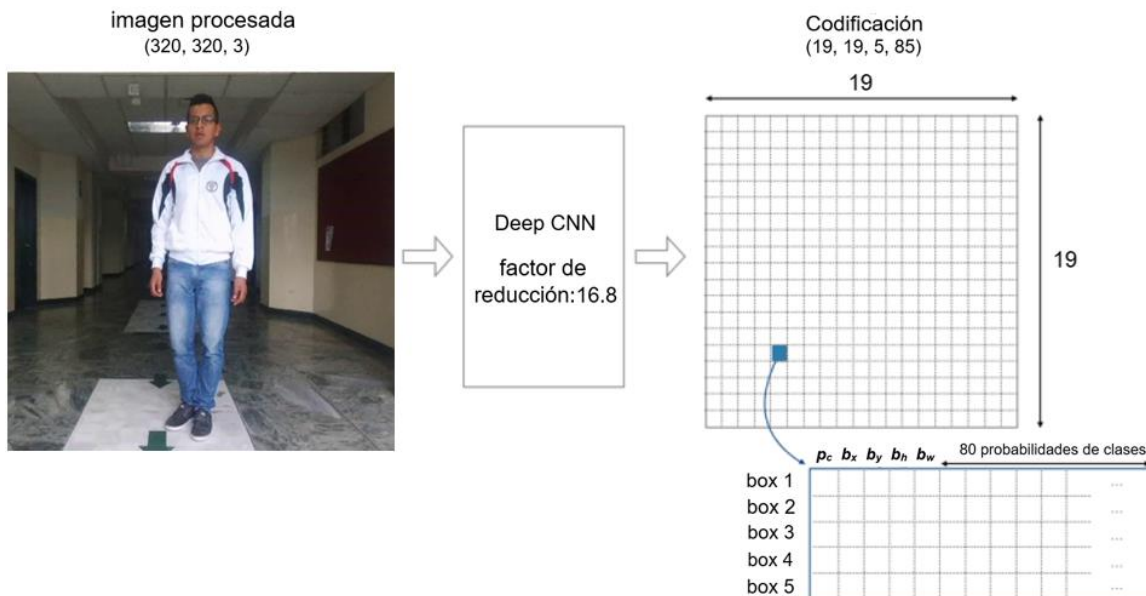 imagen procesada
(320, 320, 3)
Codificación
(19, 19, 5, 85)
19
Deep CNN
factor de
reducción:16.8
19
p_c b_x b_y b_h b_w 80 probabilidades de clases
box 1 ...
box 2 ...
box 3 ...
box 4 ...
box 5 ...